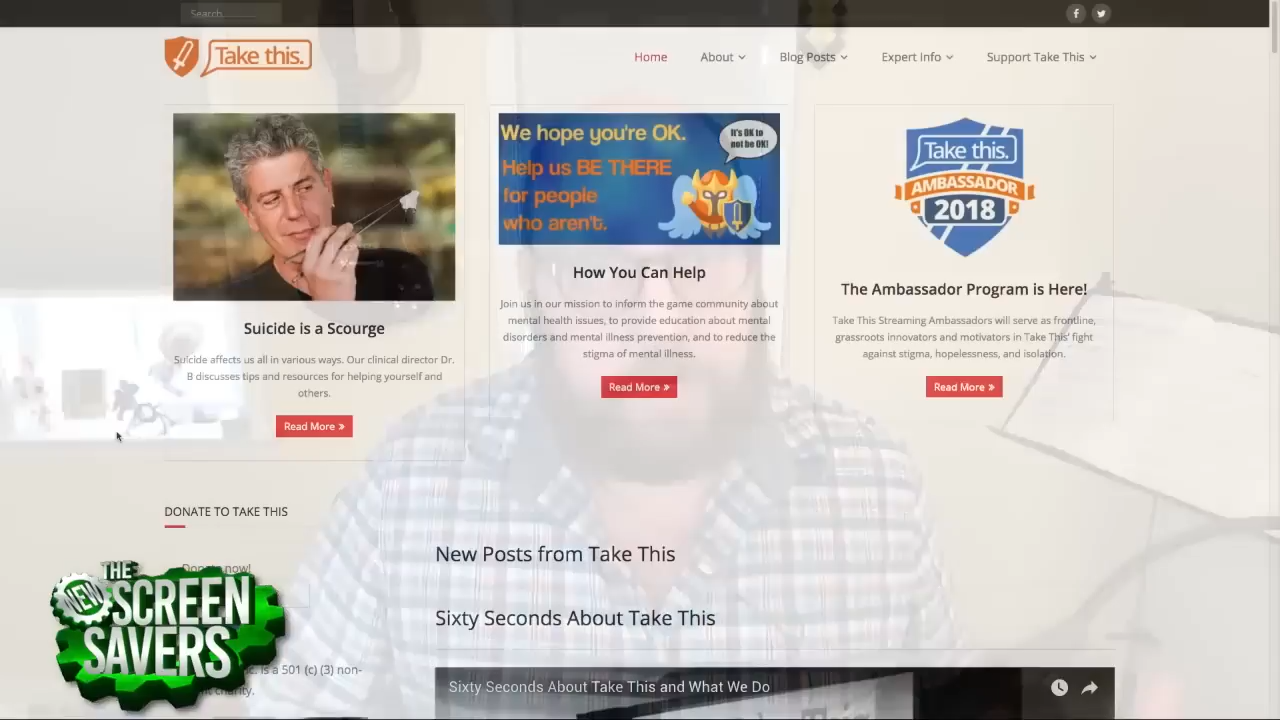 Search
Take this.
Home
About
Blog Posts
Expert Info
Support Take This
We hope you're OK.
Help us BE THERE
for people
who aren't.
It's OK to
not be OK!
Take this.
AMBASSADOR
2018
Suicide is a Scourge
Suicide affects us all in various ways. Our clinical director Dr.
B discusses tips and resources for helping yourself and
others.
Read More »
How You Can Help
Join us in our mission to inform the game community about
mental health issues, to provide education about mental
disorders and mental illness prevention, and to reduce the
stigma of mental illness.
Read More »
The Ambassador Program is Here!
Take This Streaming Ambassadors will serve as frontline,
grassroots innovators and motivators in Take This' fight
against stigma, hopelessness, and isolation.
Read More »
DONATE TO TAKE THIS
Donate now!
is a 501 (c) (3) non-
charity.
New Posts from Take This
Sixty Seconds About Take This
Sixty Seconds About Take This and What We Do
THE
NEW
SCREEN
SAVERS